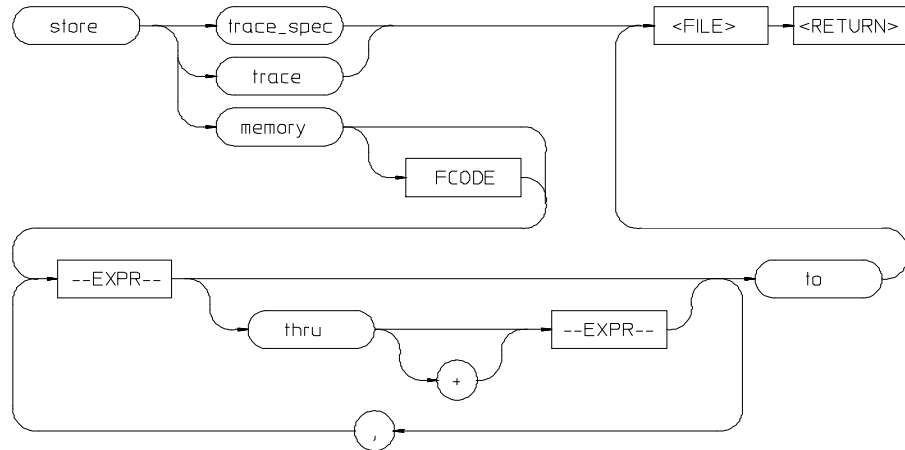 store
trace_spec
<FILE>
<RETURN>
trace
memory
FCODE
--EXPR--
to
thru
--EXPR--
+
,